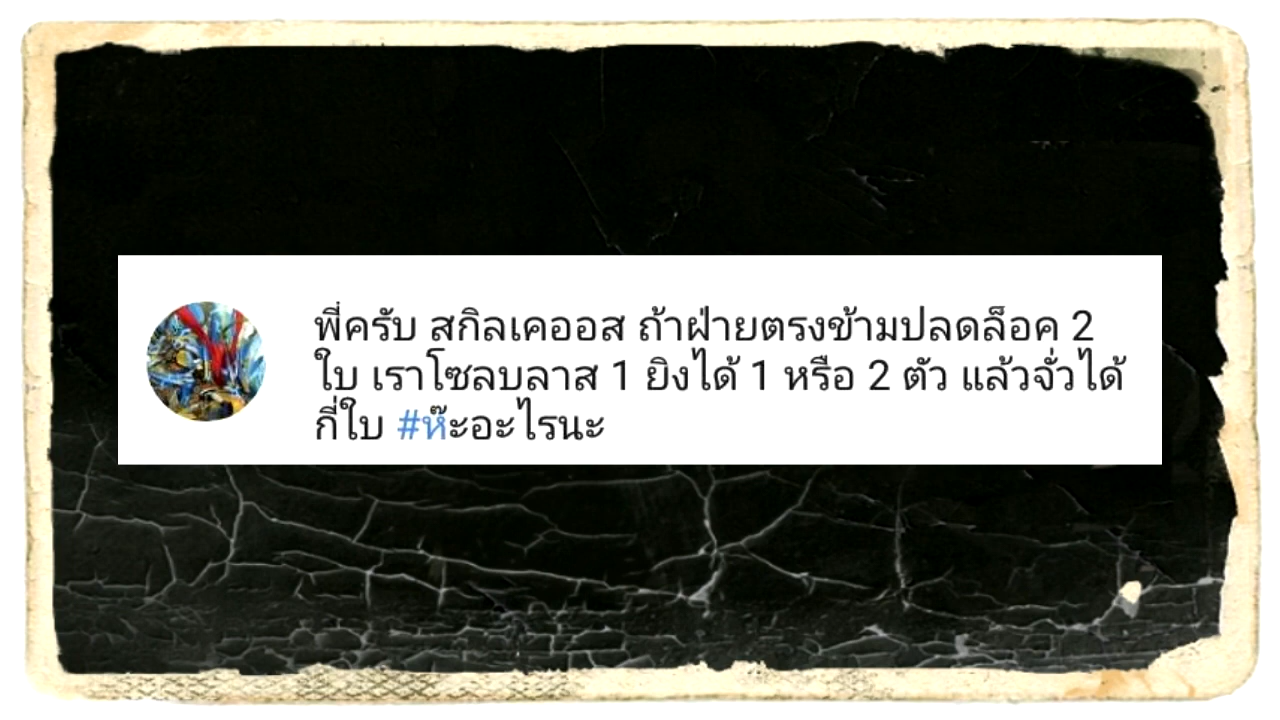 พี่ครับ สกิลเคออส ถ้าฝ่ายตรงข้ามปลดล็อค 2
ใบ เราโซลบลาส 1 ยิงได้ 1 หรือ 2 ตัว แล้วจั่วได้
กี่ใบ #ห๊ะอะไรนะ